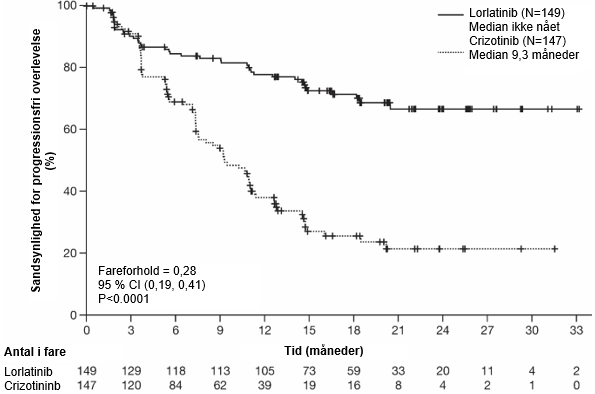 Lorlatinib (N=149)
Median ikke nået
Crizotinib (N=147)
Median 9,3 måneder
Sandsynlighed for progressionsfri overlevelse
(%)
100
80
60
40
20
0
Fareforhold = 0,28
95 % CI (0,19, 0,41)
P<0.0001
0 3 6 9 12 15 18 21 24 27 30 33
Antal i fare
Tid (måneder)
Lorlatinib 149 129 118 113 105 73 59 33 20 11 4 2
Crizotininb 147 120 84 62 39 19 16 8 4 2 1 0